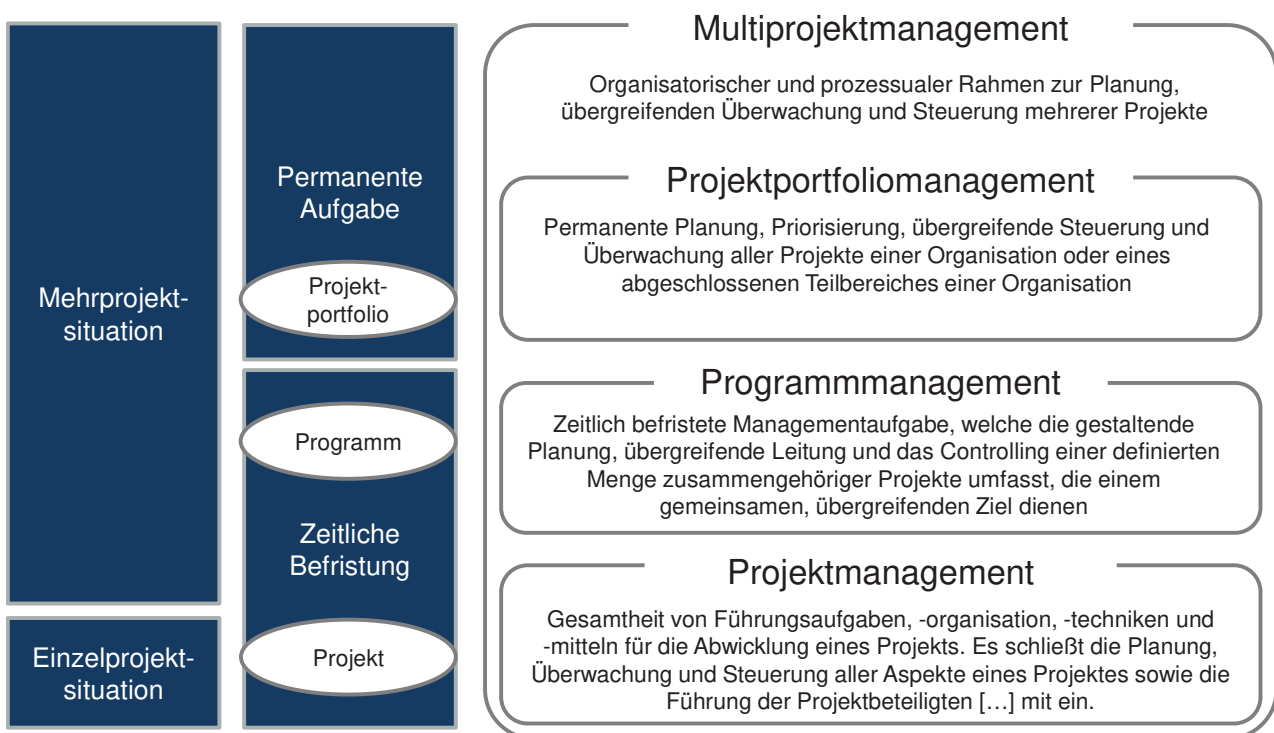 Mehrprojekt-
situation
Einzelprojekt-
situation
Permanente
Aufgabe
Projekt-
portfolio
Programm
Zeitliche
Befristung
Projekt
Multiprojektmanagement
Organisatorischer und prozessualer Rahmen zur Planung,
übergreifenden Überwachung und Steuerung mehrerer Projekte
Projektportfoliomanagement
Permanente Planung, Priorisierung, übergreifende Steuerung und
Überwachung aller Projekte einer Organisation oder eines
abgeschlossenen Teilbereiches einer Organisation
Programmmanagement
Zeitlich befristete Managementaufgabe, welche die gestaltende
Planung, übergreifende Leitung und das Controlling einer definierten
Menge zusammengehöriger Projekte umfasst, die einem
gemeinsamen, übergreifenden Ziel dienen
Projektmanagement
Gesamtheit von Führungsaufgaben, -organisation, -techniken und
-mitteln für die Abwicklung eines Projekts. Es schließt die Planung,
Überwachung und Steuerung aller Aspekte eines Projektes sowie die
Führung der Projektbeteiligten […] mit ein.